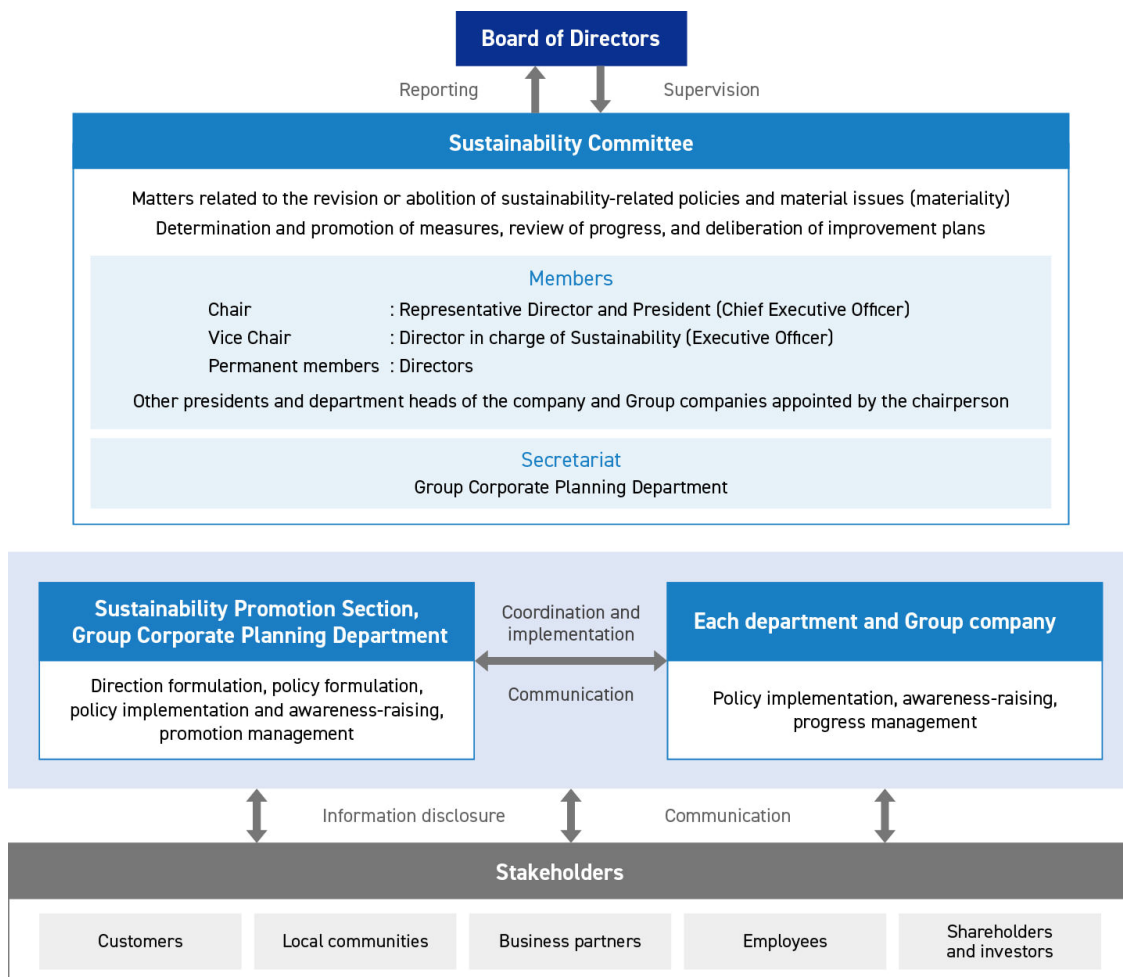 Board of Directors
Reporting
Supervision
Sustainability Committee
Matters related to the revision or abolition of sustainability-related policies and material issues (materiality)
Determination and promotion of measures, review of progress, and deliberation of improvement plans
Members
Chair : Representative Director and President (Chief Executive Officer)
Vice Chair : Director in charge of Sustainability (Executive Officer)
Permanent members : Directors
Other presidents and department heads of the company and Group companies appointed by the chairperson
Secretariat
Group Corporate Planning Department
Sustainability Promotion Section,
Group Corporate Planning Department
Direction formulation, policy formulation,
policy implementation and awareness-raising,
promotion management
Coordination and
implementation
Communication
Each department and Group company
Policy implementation, awareness-raising,
progress management
Information disclosure
Communication
Stakeholders
Customers
Local communities
Business partners
Employees
Shareholders
and investors